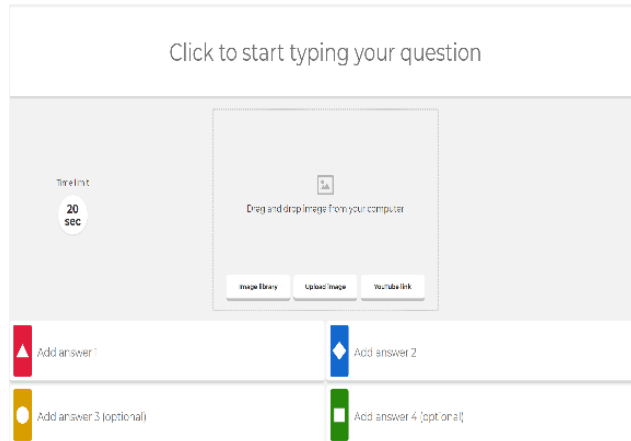 Click to start typing your question
Time limit
20
sec
Drag and drop image from your computer
Image library
Upload image
YouTube link
Add answer 1
Add answer 2
Add answer 3 (optional)
Add answer 4 (optional)